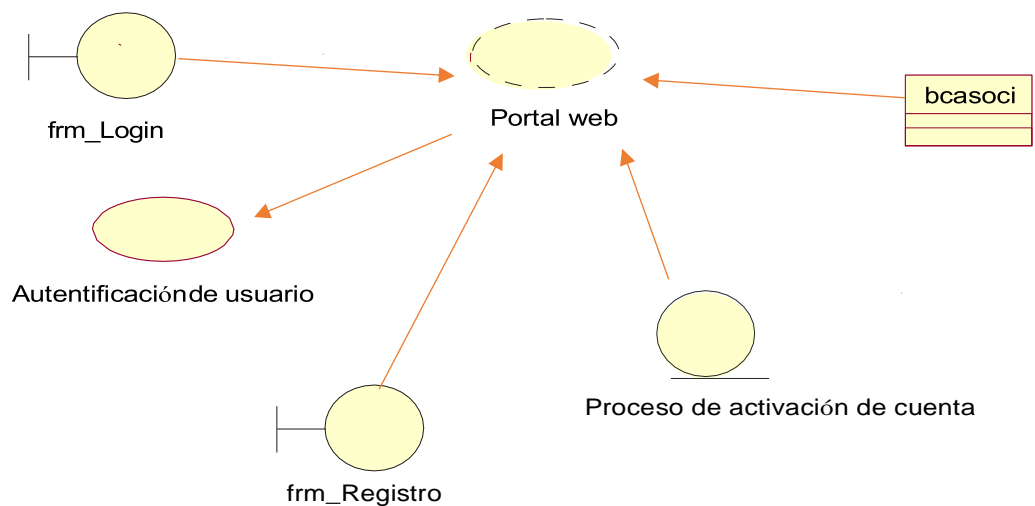 frm_Login
Portal web
bcasoci
Autentificaciónde usuario
Proceso de activación de cuenta
frm_Registro